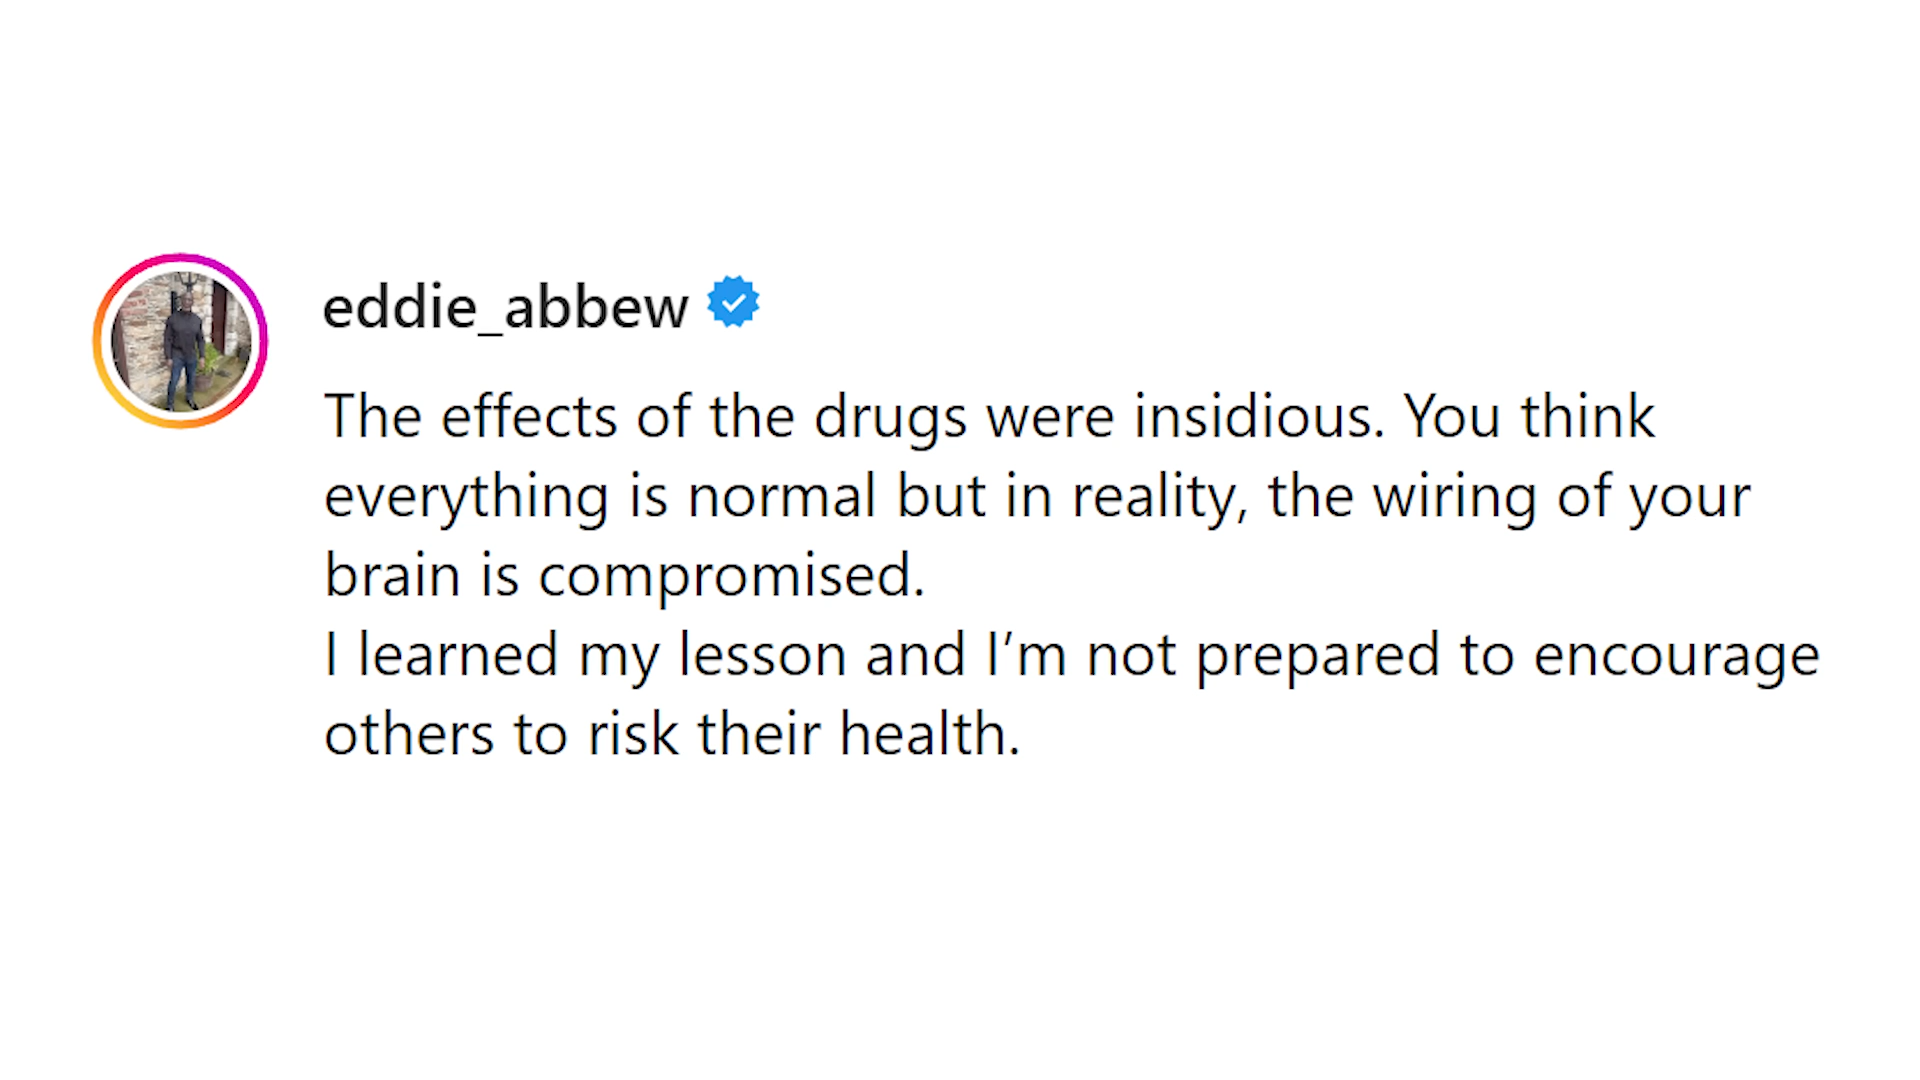 eddie_abbew
The effects of the drugs were insidious. You think
everything is normal but in reality, the wiring of your
brain is compromised.
I learned my lesson and I’m not prepared to encourage
others to risk their health.